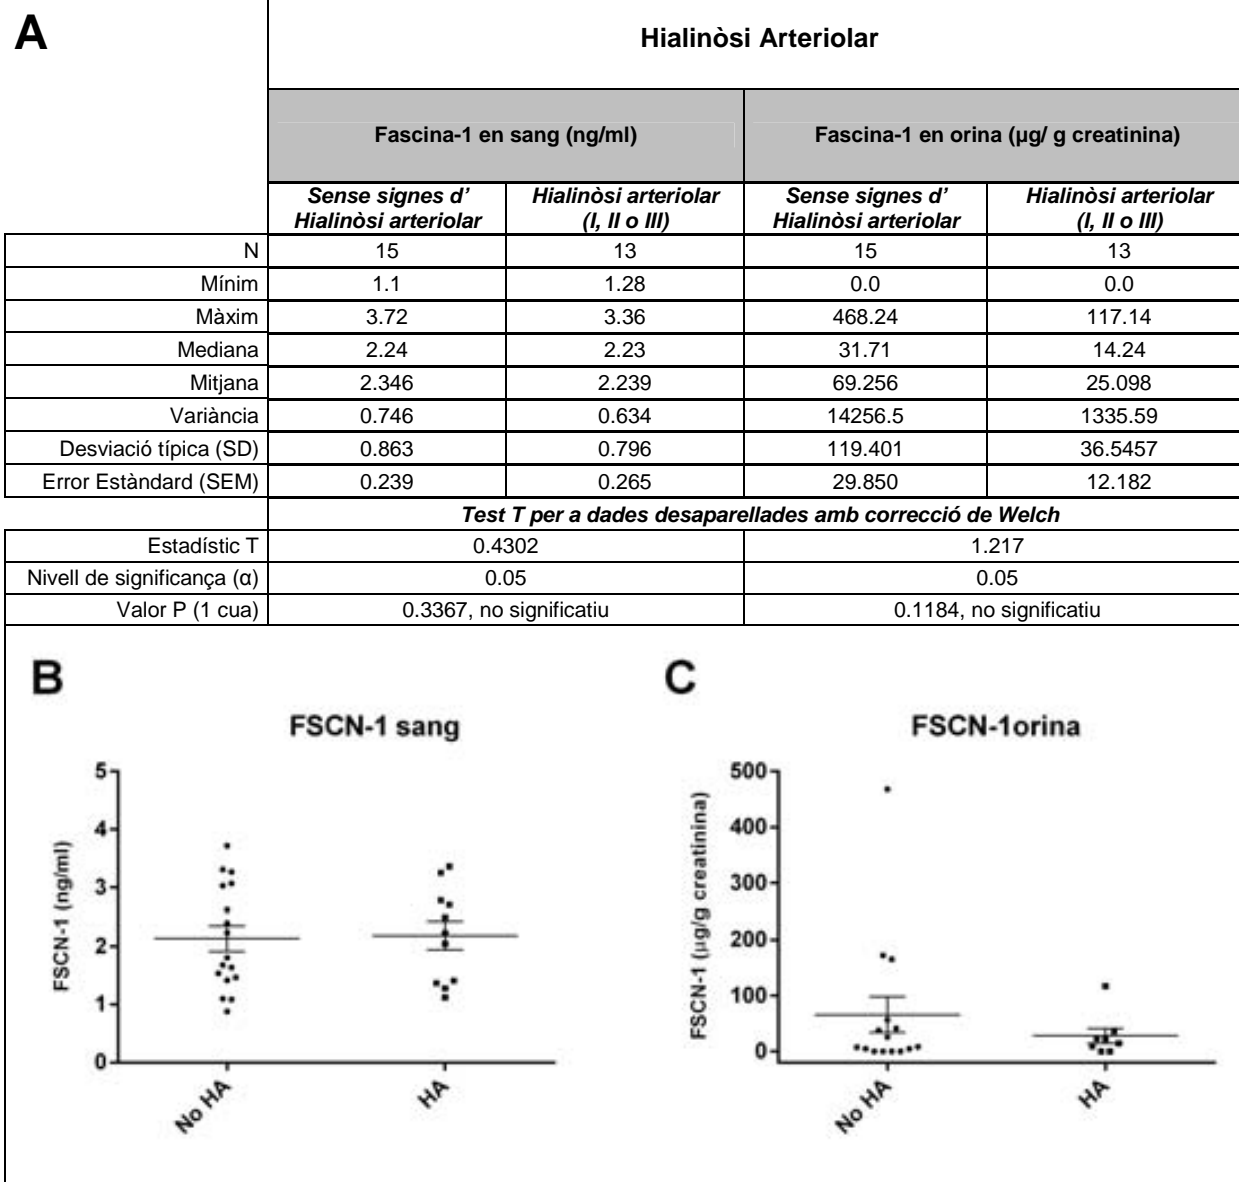 A
Hialinòsi Arteriolar
Fascina-1 en sang (ng/ml) Fascina-1 en orina (µg/ g creatinina)
Sense signes d’ Hialinòsi arteriolar Sense signes d’ Hialinòsi arteriolar
Hialinòsi arteriolar (I, II o III) Hialinòsi arteriolar (I, II o III)
N 15 13 15 13
Mínim 1.1 1.28 0.0 0.0
Màxim 3.72 3.36 468.24 117.14
Mediana 2.24 2.23 31.71 14.24
Mitjana 2.346 2.239 69.256 25.098
Variància 0.746 0.634 14256.5 1335.59
Desviació típica (SD) 0.863 0.796 119.401 36.5457
Error Estàndard (SEM) 0.239 0.265 29.850 12.182
Test T per a dades desaparellades amb correcció de Welch
Estadístic T 0.4302 1.217
Nivell de significança (α) 0.05 0.05
Valor P (1 cua) 0.3367, no significatiu 0.1184, no significatiu
B
FSCN-1 sang
FSCN-1 (ng/ml)
5
4
3
2
1
0
No HA HA
C
FSCN-1orina
FSCN-1 (µg/g creatinina)
500
400
300
200
100
0
No HA HA